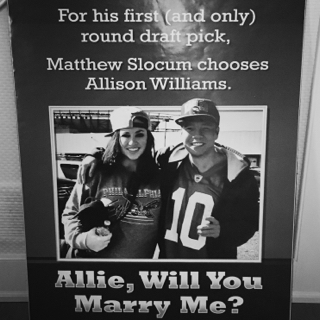 For his first (and only)
round draft pick,
Matthew Slocum chooses
Allison Williams.
10
Allie, Will You
Marry Me?